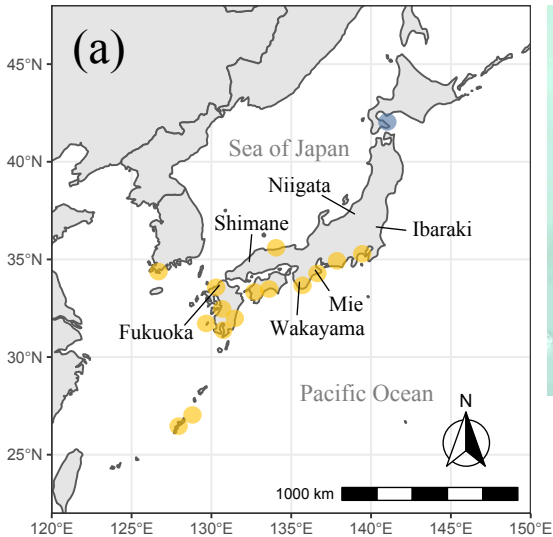 (a)
45°N
Sea of Japan
40°N
Niigata
Shimane
Ibaraki
35°N
Mie
Fukuoka
Wakayama
30°N
Pacific Ocean
N
25°N
1000 km
120°E 125°E 130°E 135°E 140°E 145°E 150°E